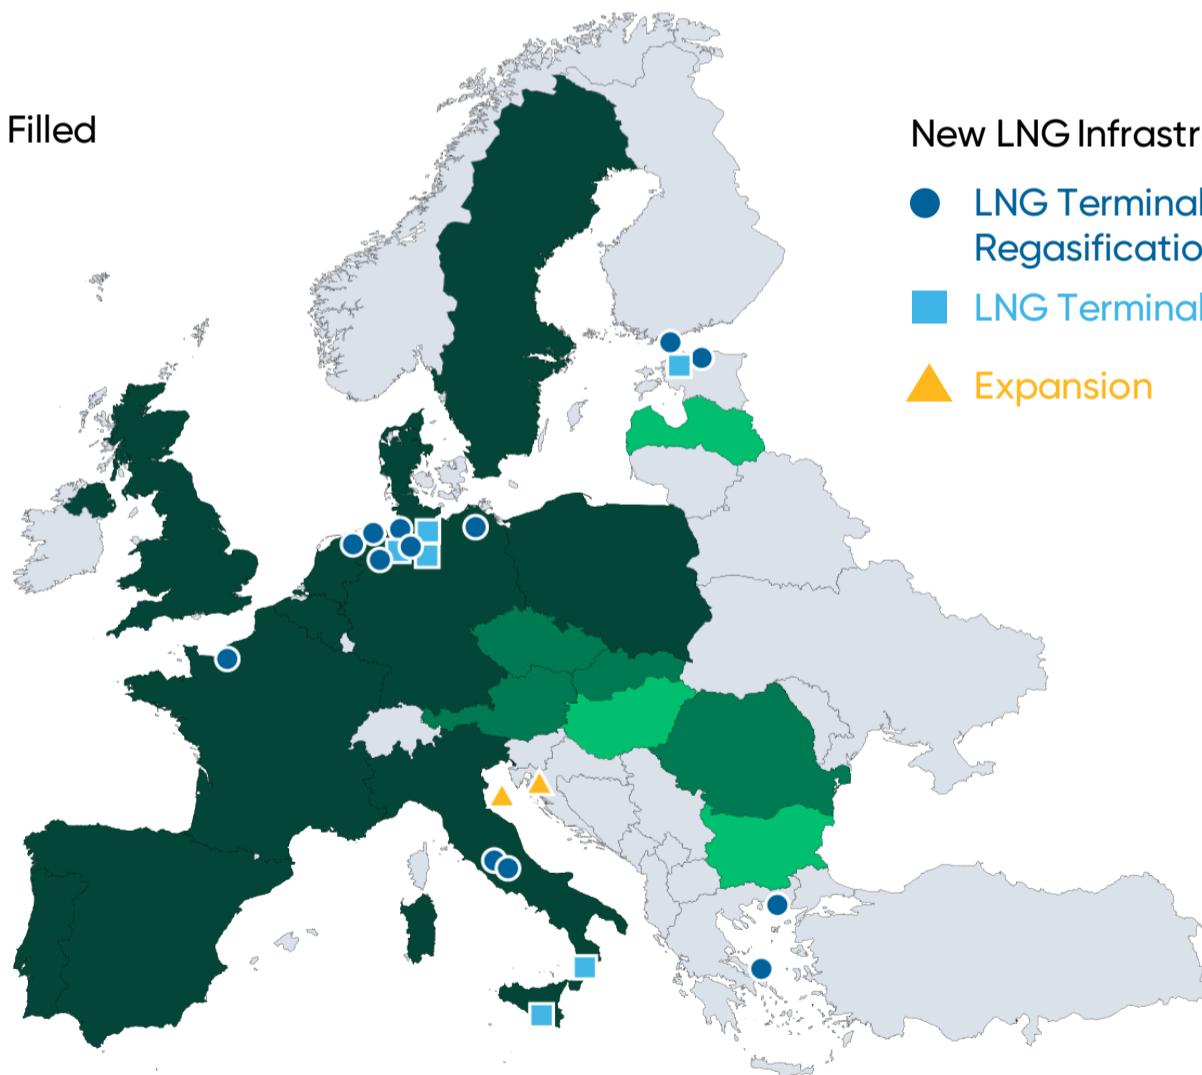 Filled
New LNG Infrastr
LNG Terminal
Regasificatio
LNG Terminal
Expansion